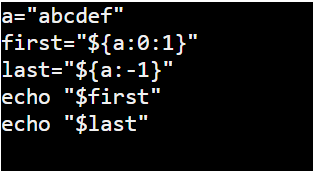 a="abcdef"
first="${a:0:1}"
last="${a:-1}"
echo "$first"
echo "$last"